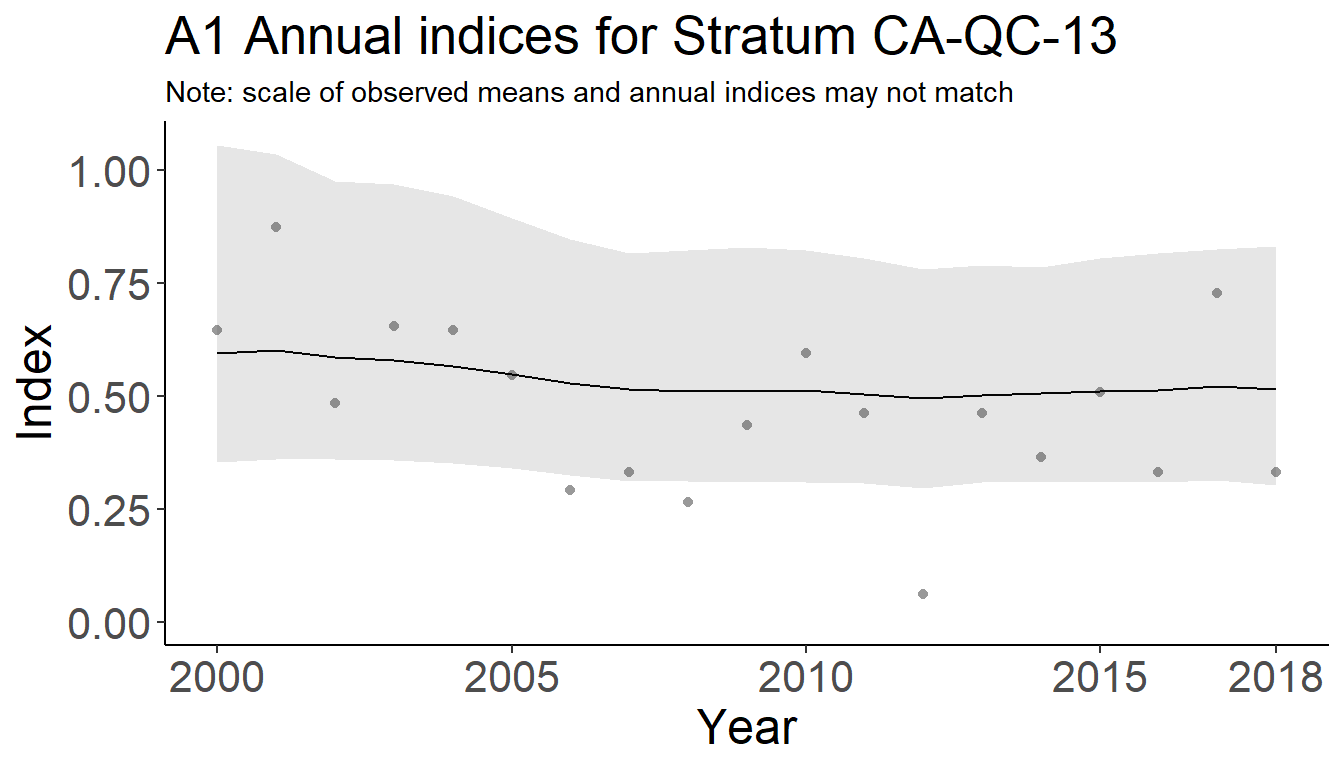 A1 Annual indices for Stratum CA-QC-13
Note: scale of observed means and annual indices may not match
1.00
0.75
0.50
0.25
0.00
Index
2000 2005 2010 2015 2018
Year